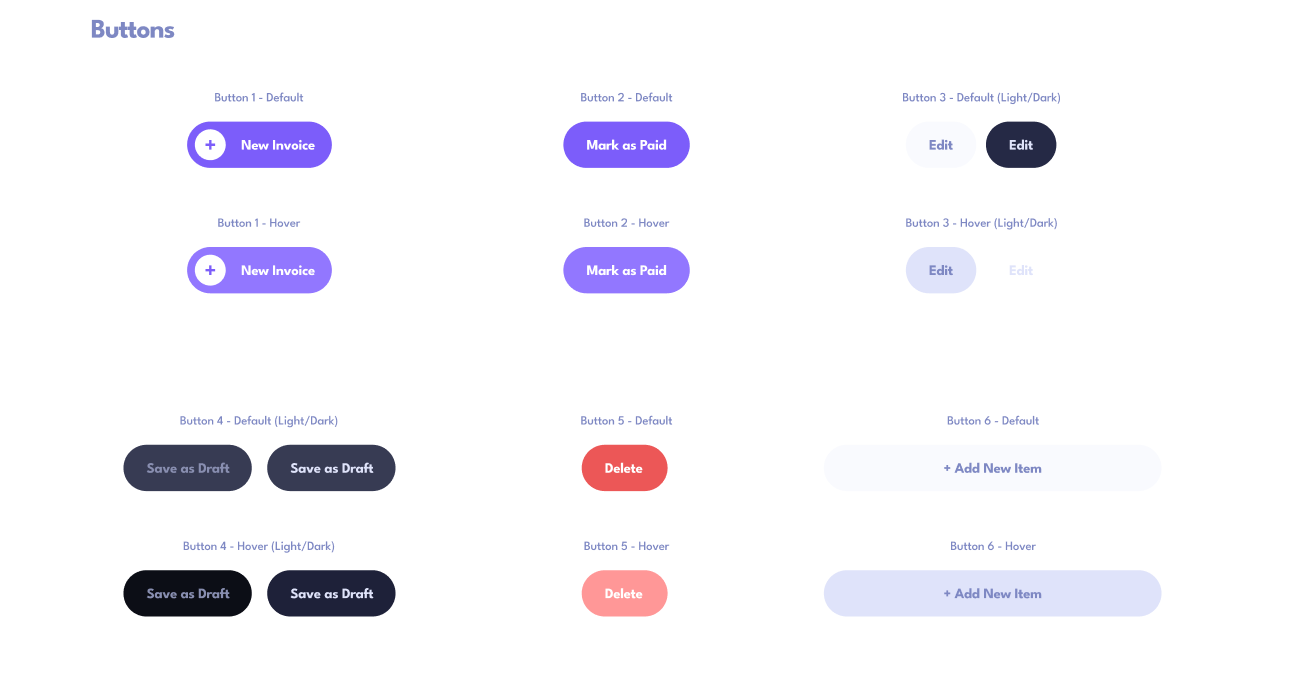 Buttons
Button 1 - Default
Button 2 - Default
Button 3 - Default (Light/Dark)
+ New Invoice
Mark as Paid
Edit
Edit
Button 1 - Hover
Button 2 - Hover
Button 3 - Hover (Light/Dark)
+ New Invoice
Mark as Paid
Edit
Edit
Button 4 - Default (Light/Dark)
Button 5 - Default
Button 6 - Default
Save as Draft
Save as Draft
Delete
+ Add New Item
Button 4 - Hover (Light/Dark)
Button 5 - Hover
Button 6 - Hover
Save as Draft
Save as Draft
Delete
+ Add New Item